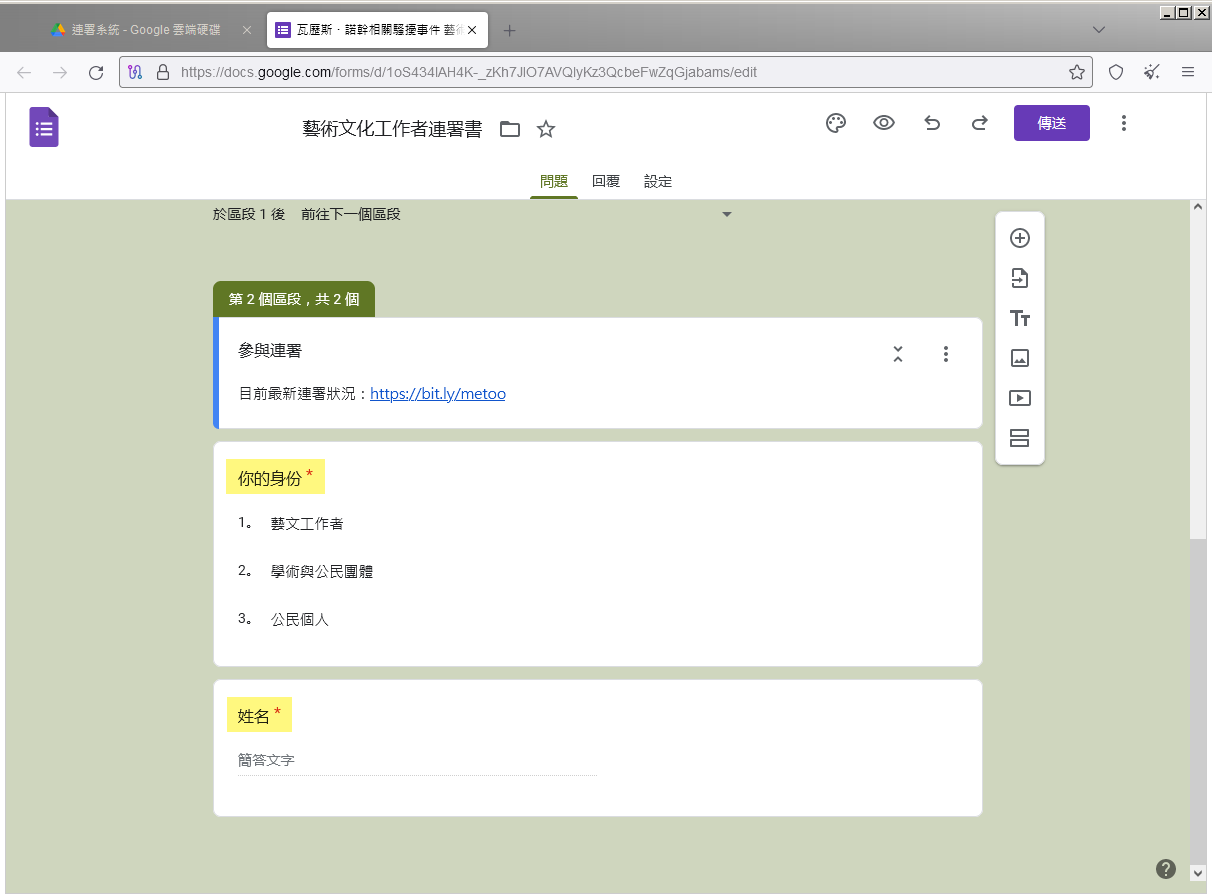 連署系統 - Google 雲端硬碟
瓦歷斯‧諾幹相關騷擾事件 藝術
https://docs.google.com/forms/d/1oS434lAH4K-_zKh7JlO7AVQlyKz3QcbeFwZqGjabams/edit
藝術文化工作者連署書
傳送
問題 回覆 設定
於區段 1 後 前往下一個區段
第 2 個區段，共 2 個
參與連署
目前最新連署狀況：https://bit.ly/metoo
你的身份 *
1。 藝文工作者
2。 學術與公民團體
3。 公民個人
姓名 *
簡答文字